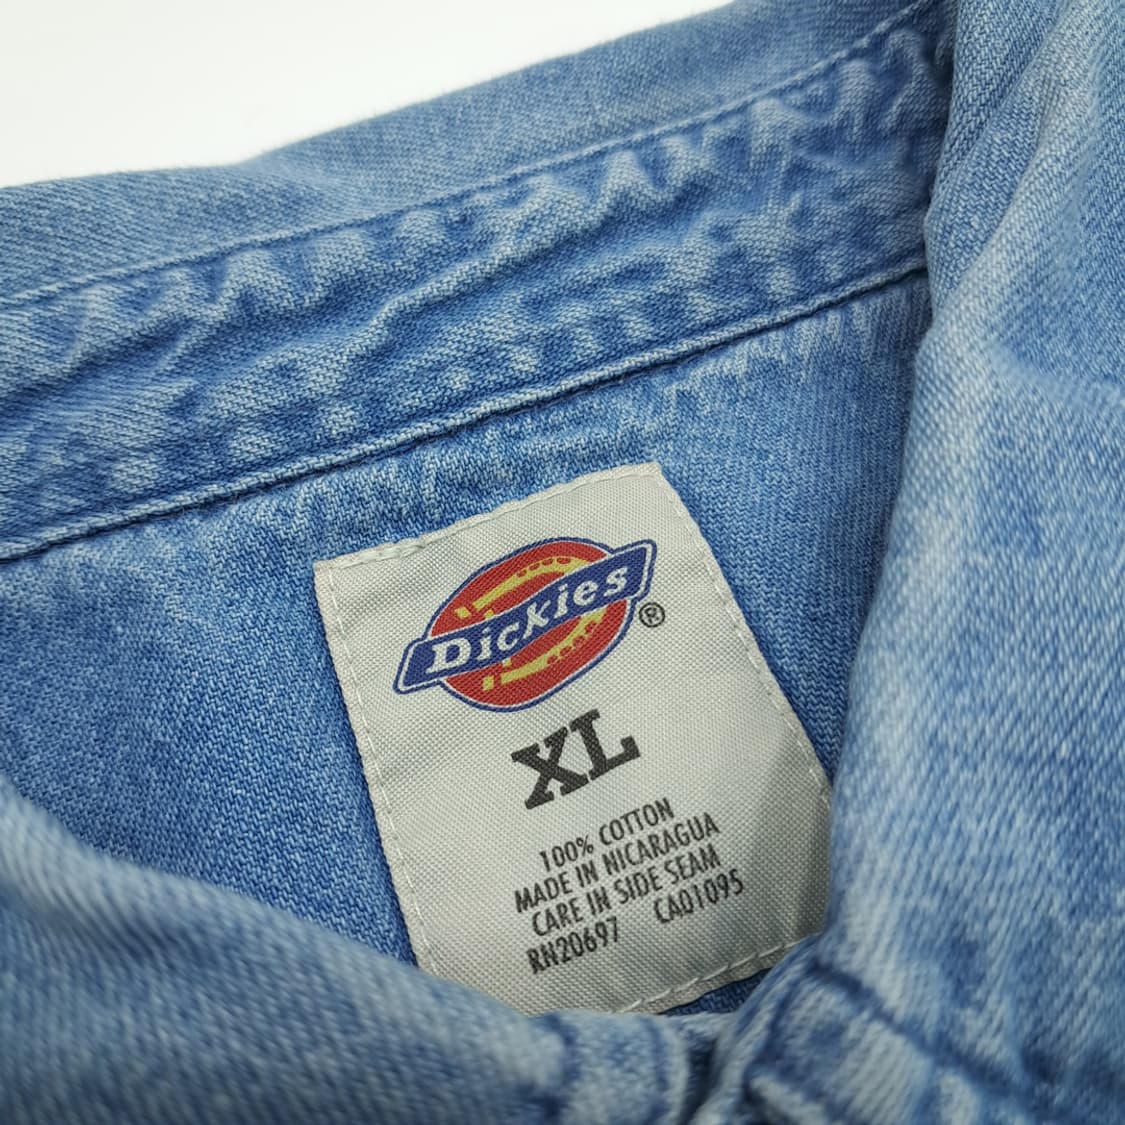 Dickies®
XL
100% COTTON
MADE IN NICARAGUA
CARE IN SIDE SEAM
RN20697 CA01095